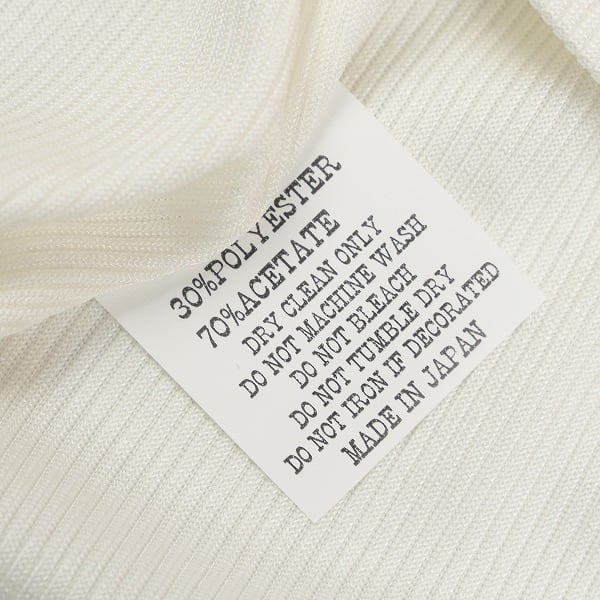 30%POLYESTER
70%ACETATE
DRY CLEAN ONLY
DO NOT MACHINE WASH
DO NOT BLEACH
DO NOT TUMBLE DRY
DO NOT IRON IF DECORATED
MADE IN JAPAN